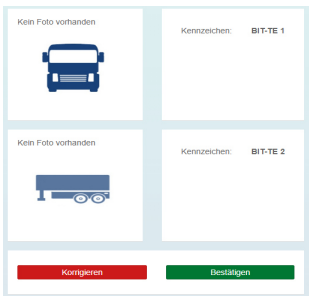 Kein Foto vorhanden
Kennzeichen: BIT-TE 1
Kein Foto vorhanden
Kennzeichen: BIT-TE 2
Korrigieren
Bestätigen